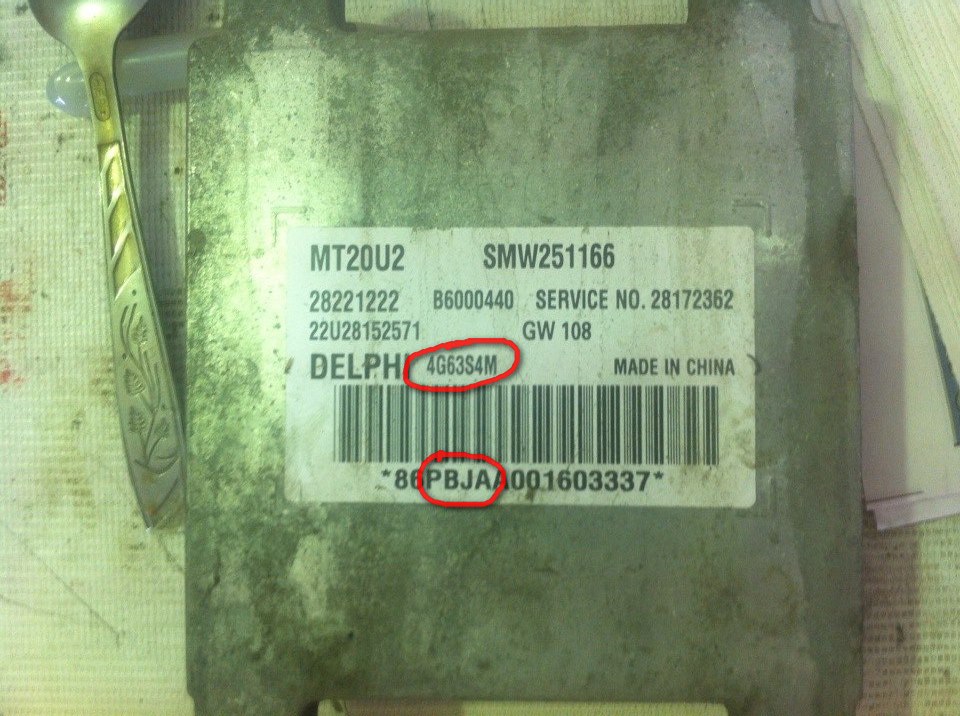 MT20U2 SMW251166
28221222 B6000440 SERVICE NO. 28172362
22U28152571 GW 108
DELPHI 4G63S4M MADE IN CHINA
*86PBJAA001603337*